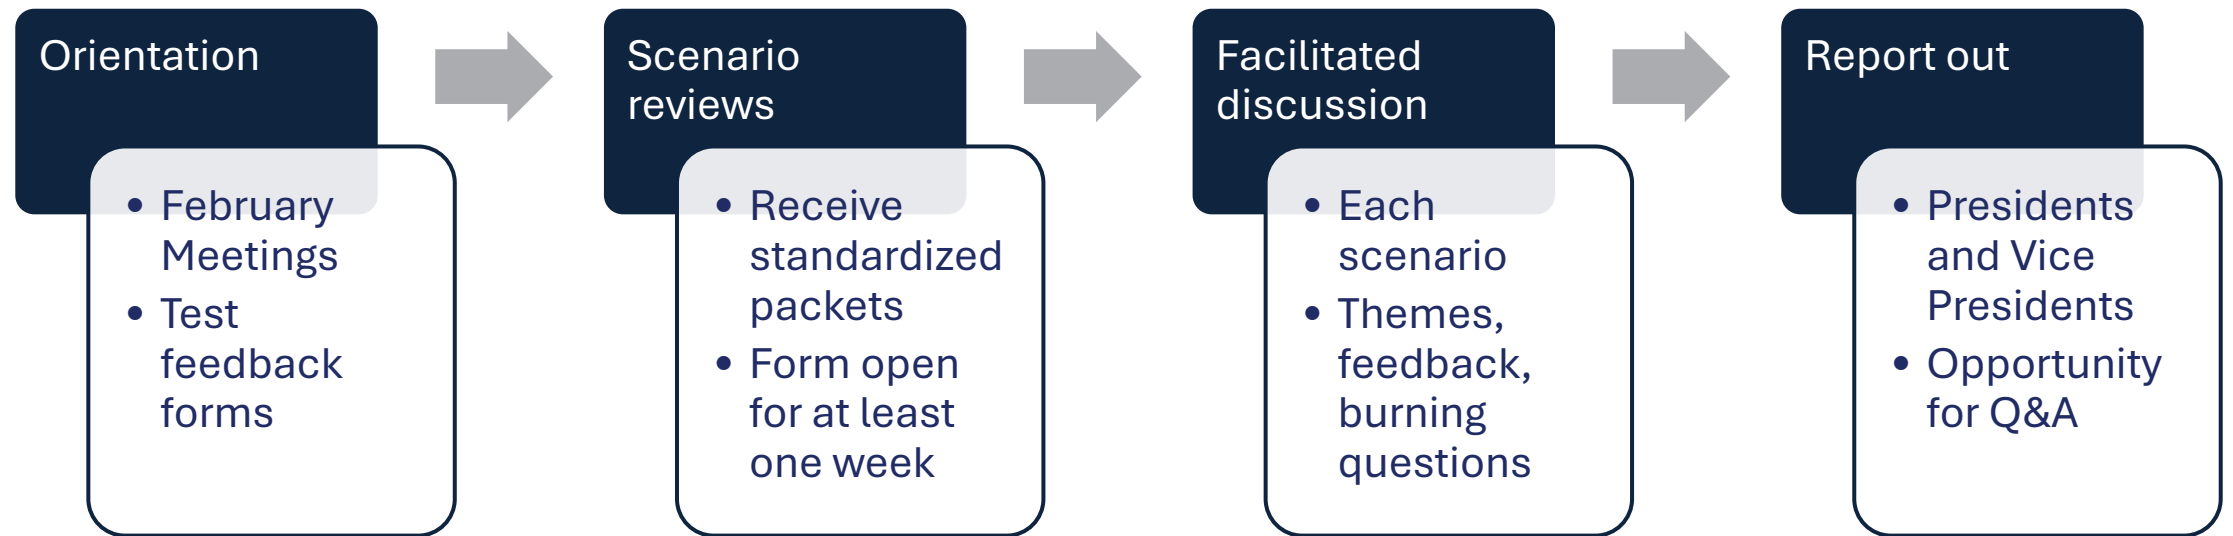 Orientation
• February
Meetings
• Test
feedback
forms
Scenario
reviews
• Receive
standardized
packets
• Form open
for at least
one week
Facilitated
discussion
• Each
scenario
• Themes,
feedback,
burning
questions
Report out
• Presidents
and Vice
Presidents
• Opportunity
for Q&A